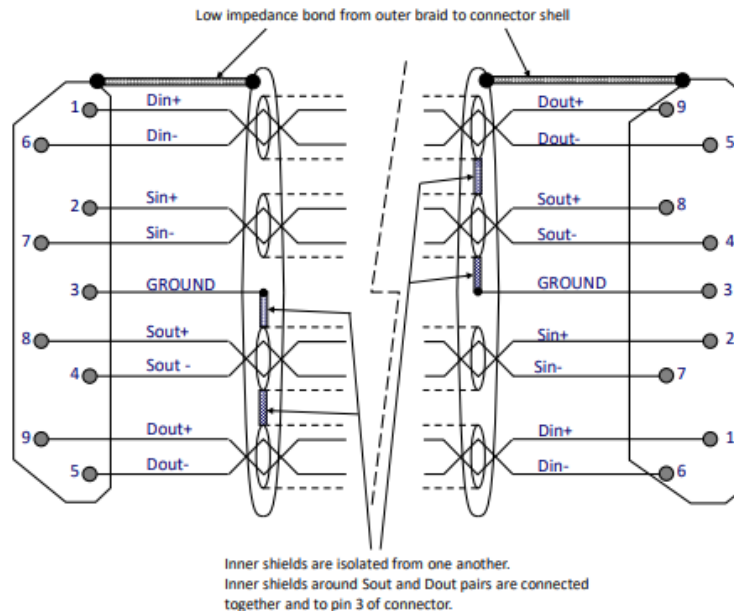 Low impedance bond from outer braid to connector shell
1 Din+ Dout+ 9
6 Din- Dout- 5
2 Sin+ Sout+ 8
7 Sin- Sout- 4
3 GROUND GROUND 3
8 Sout+ Sin+ 2
4 Sout - Sin- 7
9 Dout+ Din+ 1
5 Dout- Din- 6
Inner shields are isolated from one another.
Inner shields around Sout and Dout pairs are connected
together and to pin 3 of connector.